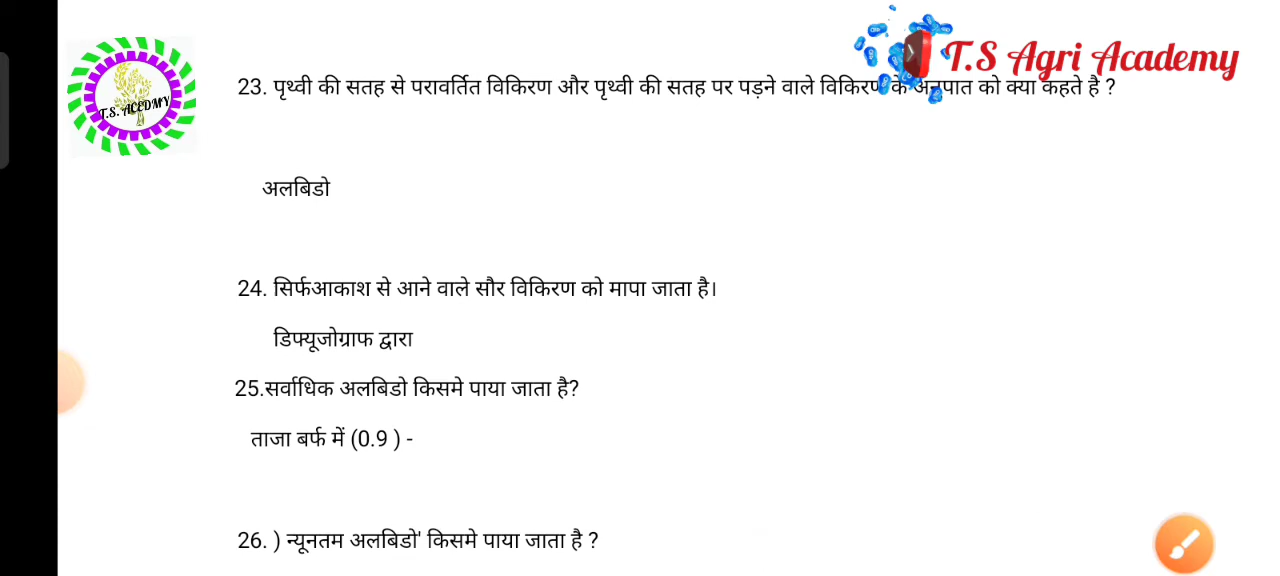 T.S Agri Academy
T.S. ACEDMY
23. पृथ्वी की सतह से परावर्तित विकिरण और पृथ्वी की सतह पर पड़ने वाले विकिरण के अनुपात को क्या कहते है ?
अलबिडो
24. सिर्फआकाश से आने वाले सौर विकिरण को मापा जाता है।
डिफ्यूजोग्राफ द्वारा
25.सर्वाधिक अलबिडो किसमे पाया जाता है?
ताजा बर्फ में (0.9 ) -
26. ) न्यूनतम अलबिडो' किसमे पाया जाता है ?